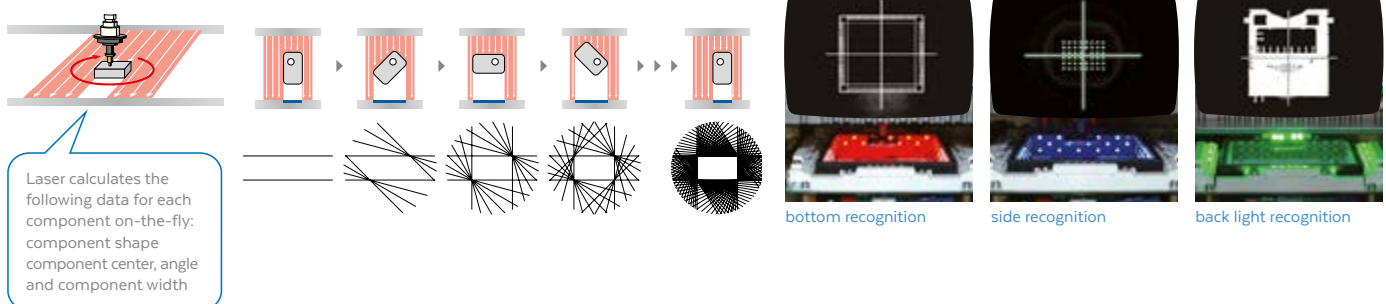 Laser calculates the
following data for each
component on-the-fly:
component shape
component center, angle
and component width
bottom recognition
side recognition
back light recognition